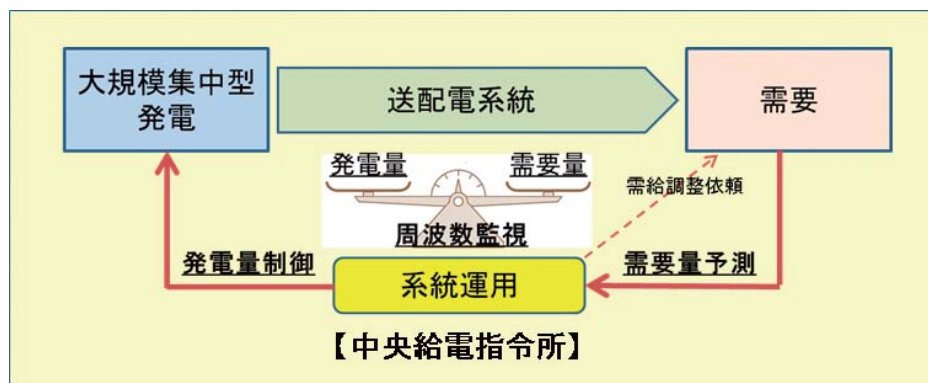 大規模集中型
発電
送配電系統
需要
発電量
需要量
需給調整依頼
周波数監視
発電量制御
需要量予測
系統運用
【中央給電指令所】